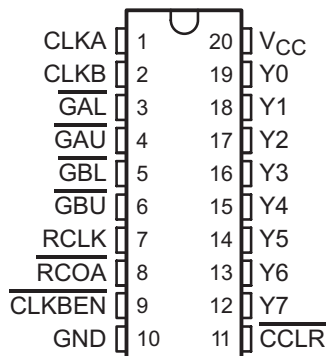 CLKA 1 20 VCC
CLKB 2 19 Y0
GAL 3 18 Y1
GAU 4 17 Y2
GBL 5 16 Y3
GBU 6 15 Y4
RCLK 7 14 Y5
RCOA 8 13 Y6
CLKBEN 9 12 Y7
GND 10 11 CCLR